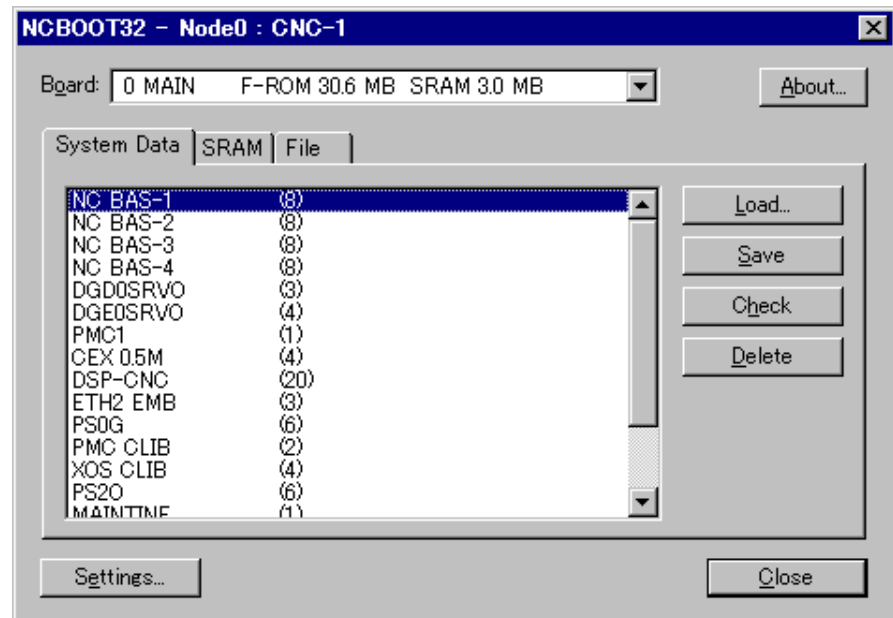 NCBOOT32 - Node0 : CNC-1
Board: 0 MAIN F-ROM 30.6 MB SRAM 3.0 MB About...
System Data SRAM File
NC BAS-1 (8)
NC BAS-2 (8)
NC BAS-3 (8)
NC BAS-4 (8)
DGD0SRVO (3)
DGE0SRVO (4)
PMC1 (1)
CEX 0.5M (4)
DSP-CNC (20)
ETH2 EMB (3)
PS0G (6)
PMC CLIB (2)
XOS CLIB (4)
PS2O (6)
MAINTINF (1)
Load...
Save
Check
Delete
Settings... Close